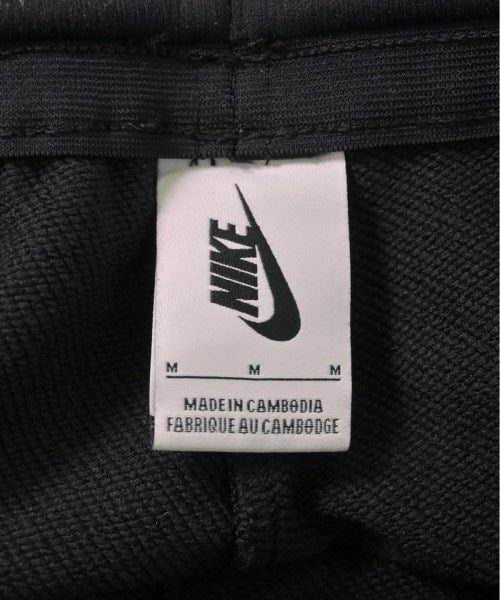 NIKE
M M M
MADE IN CAMBODIA
FABRIQUE AU CAMBODGE